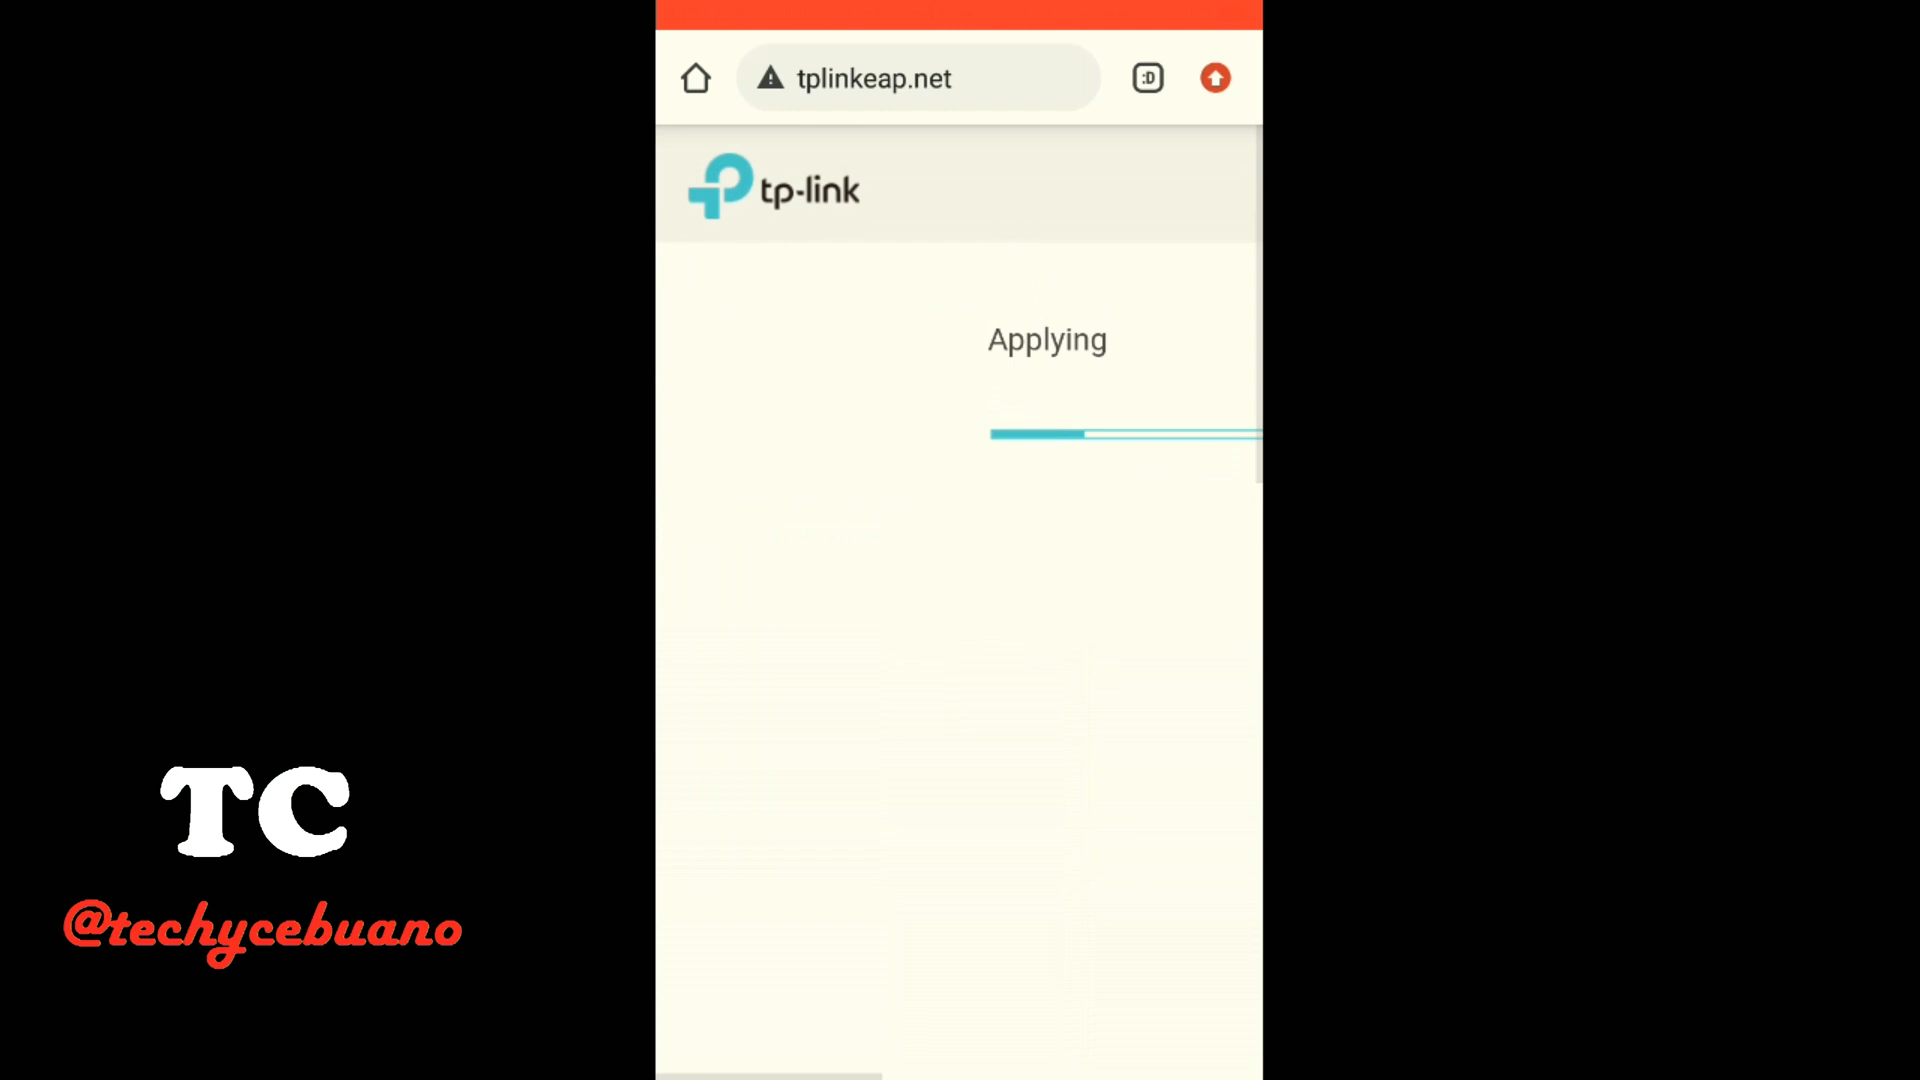 tplinkeap.net
:D
tp-link
Applying
TC
@techycebuano